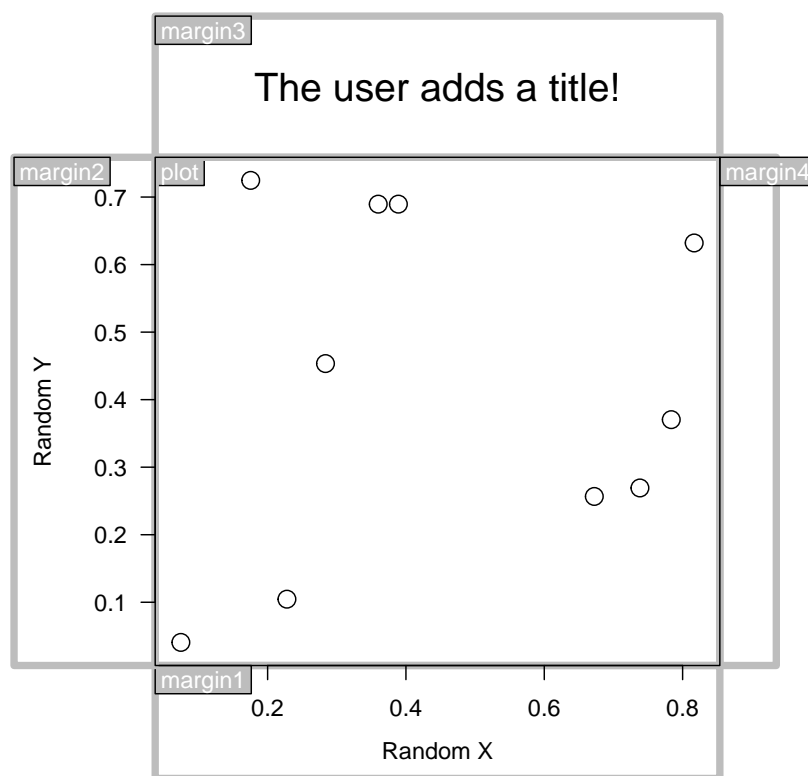 margin3
The user adds a title!
margin2
plot
margin4
0.7
0.6
0.5
0.4
0.3
0.2
0.1
Random Y
margin1
0.2 0.4 0.6 0.8
Random X